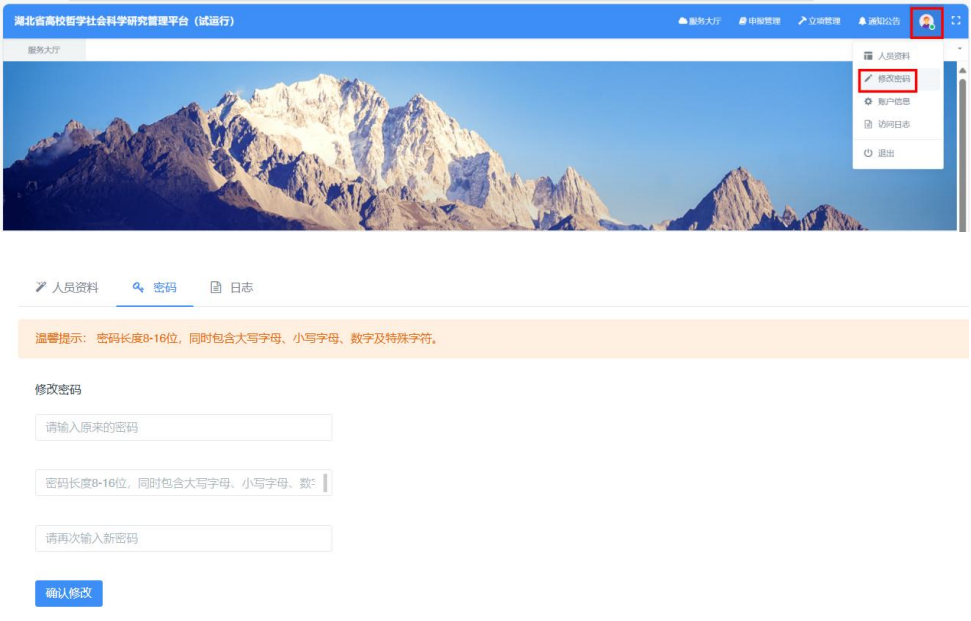 湖北省高校哲学社会科学研究管理平台（试运行）
服务大厅 申报管理 立项管理 通知公告
服务大厅
人员资料
修改密码
账户信息
访问日志
退出
人员资料 密码 日志
温馨提示： 密码长度8-16位，同时包含大写字母、小写字母、数字及特殊字符。
修改密码
请输入原来的密码
密码长度8-16位，同时包含大写字母、小写字母、数
请再次输入新密码
确认修改